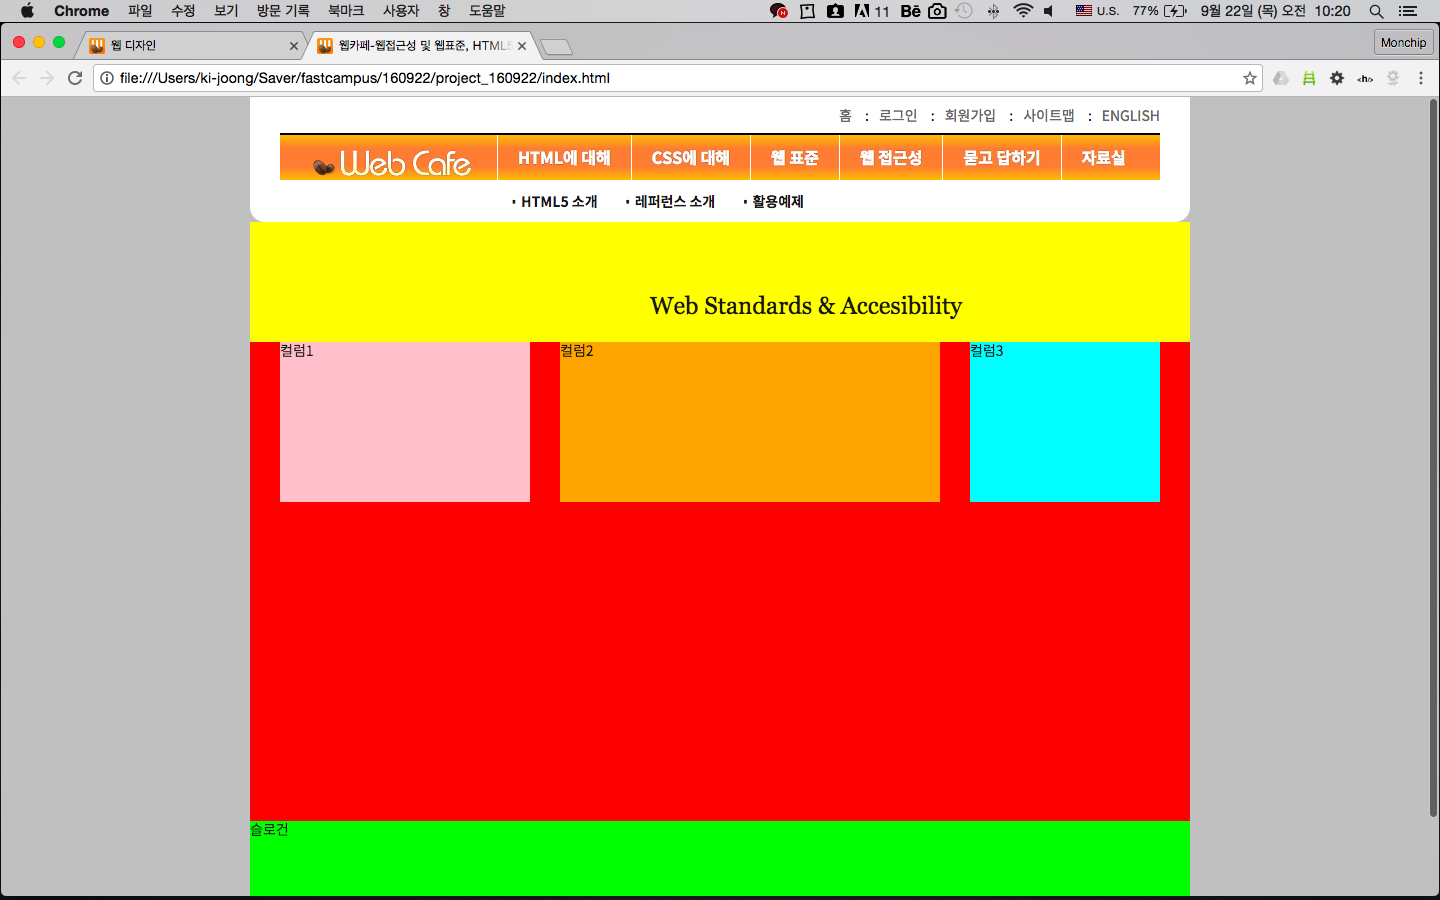 Chrome 파일 수정 보기 방문 기록 북마크 사용자 창 도움말 11 Bē U.S. 77% 9월 22일 (목) 오전 10:20
웹 디자인 웹카페-웹접근성 및 웹표준, HTML5 Monchip
file:///Users/ki-joong/Saver/fastcampus/160922/project_160922/index.html
홈 : 로그인 : 회원가입 : 사이트맵 : ENGLISH
Web Cafe HTML에 대해 CSS에 대해 웹 표준 웹 접근성 묻고 답하기 자료실
· HTML5 소개 · 레퍼런스 소개 · 활용예제
Web Standards & Accesibility
컬럼1 컬럼2 컬럼3
슬로건